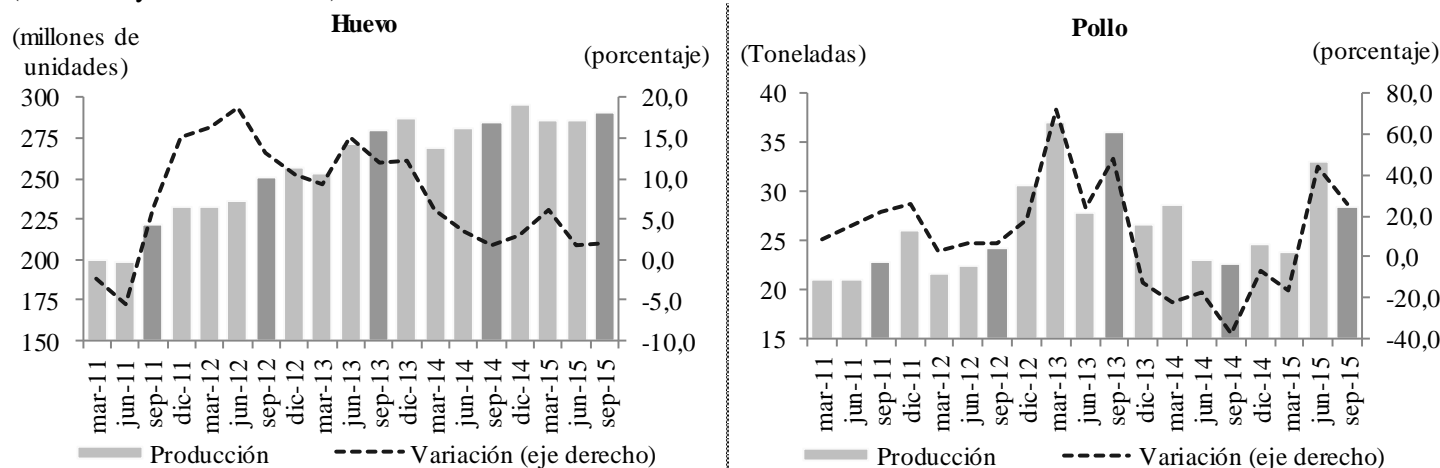 Huevo
(millones de
unidades)
(porcentaje)
300
275
250
225
200
175
150
20,0
15,0
10,0
5,0
0,0
-5,0
-10,0
mar-11
jun-11
sep-11
dic-11
mar-12
jun-12
sep-12
dic-12
mar-13
jun-13
sep-13
dic-13
mar-14
jun-14
sep-14
dic-14
mar-15
jun-15
sep-15
Producción
Variación (eje derecho)
Pollo
(Toneladas)
(porcentaje)
40
35
30
25
20
15
80,0
60,0
40,0
20,0
0,0
-20,0
-40,0
mar-11
jun-11
sep-11
dic-11
mar-12
jun-12
sep-12
dic-12
mar-13
jun-13
sep-13
dic-13
mar-14
jun-14
sep-14
dic-14
mar-15
jun-15
sep-15
Producción
Variación (eje derecho)